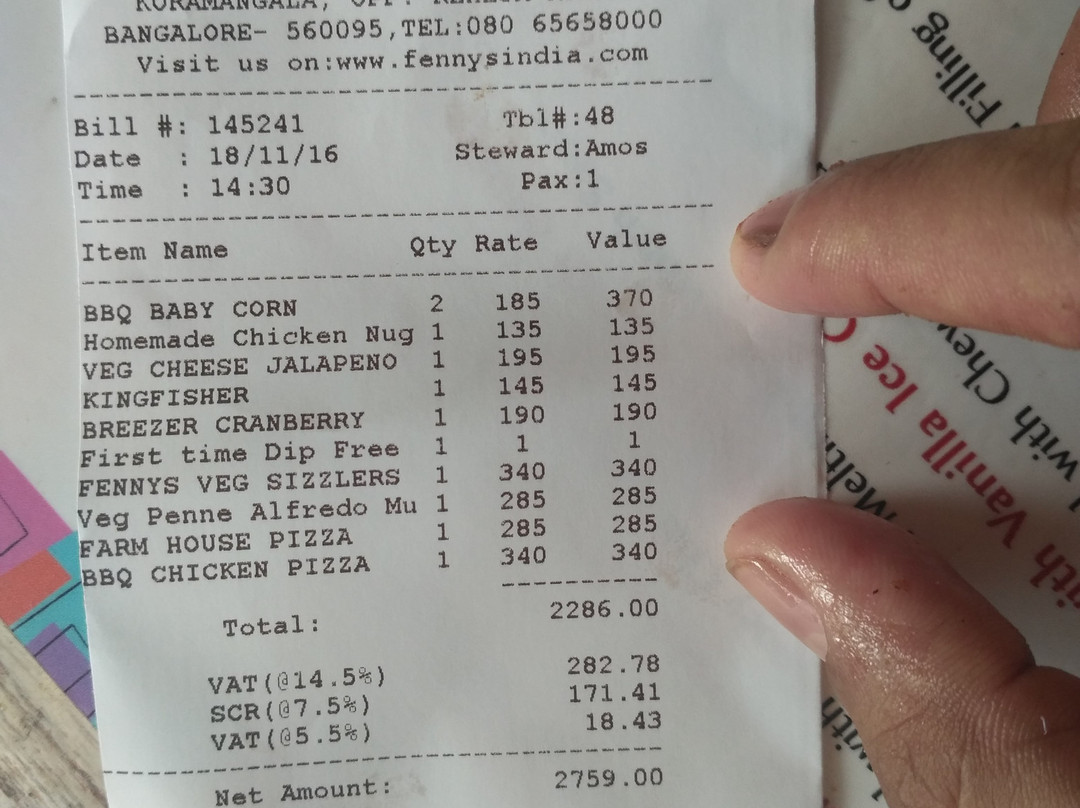 KORAMANGALA, OPP.
BANGALORE- 560095,TEL:080 65658000
Visit us on:www.fennysindia.com
Bill #: 145241 Tbl#:48
Date : 18/11/16 Steward:Amos
Time : 14:30 Pax:1
Item Name Qty Rate Value
BBQ BABY CORN 2 185 370
Homemade Chicken Nug 1 135 135
VEG CHEESE JALAPENO 1 195 195
KINGFISHER 1 145 145
BREEZER CRANBERRY 1 190 190
First time Dip Free 1 1 1
FENNYS VEG SIZZLERS 1 340 340
Veg Penne Alfredo Mu 1 285 285
FARM HOUSE PIZZA 1 285 285
BBQ CHICKEN PIZZA 1 340 340
Total: 2286.00
VAT(@14.5%) 282.78
SCR(@7.5%) 171.41
VAT(@5.5%) 18.43
Net Amount: 2759.00
Filling
with Chew
Vanilla Ice
with